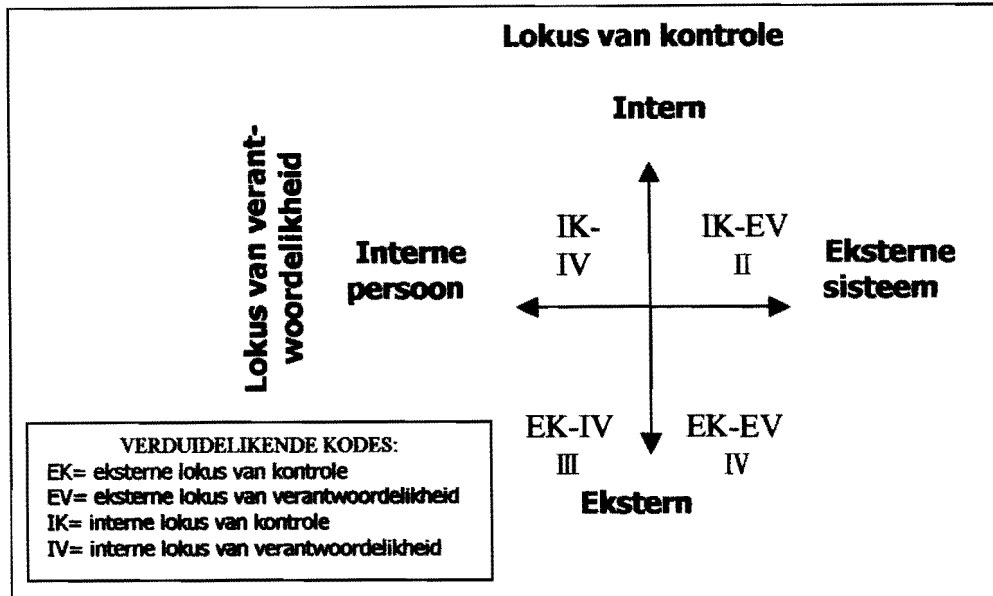 Lokus van kontrole
Intern
Lokus van verant-
woordelikheid
Interne
persoon
IK-
IV
IK-EV
II
Eksterne
sisteem
EK-IV
III
EK-EV
IV
Ekstern
VERDUIDELIKENDE KODES:
EK= eksterne lokus van kontrole
EV= eksterne lokus van verantwoordelikheid
IK= interne lokus van kontrole
IV= interne lokus van verantwoordelikheid